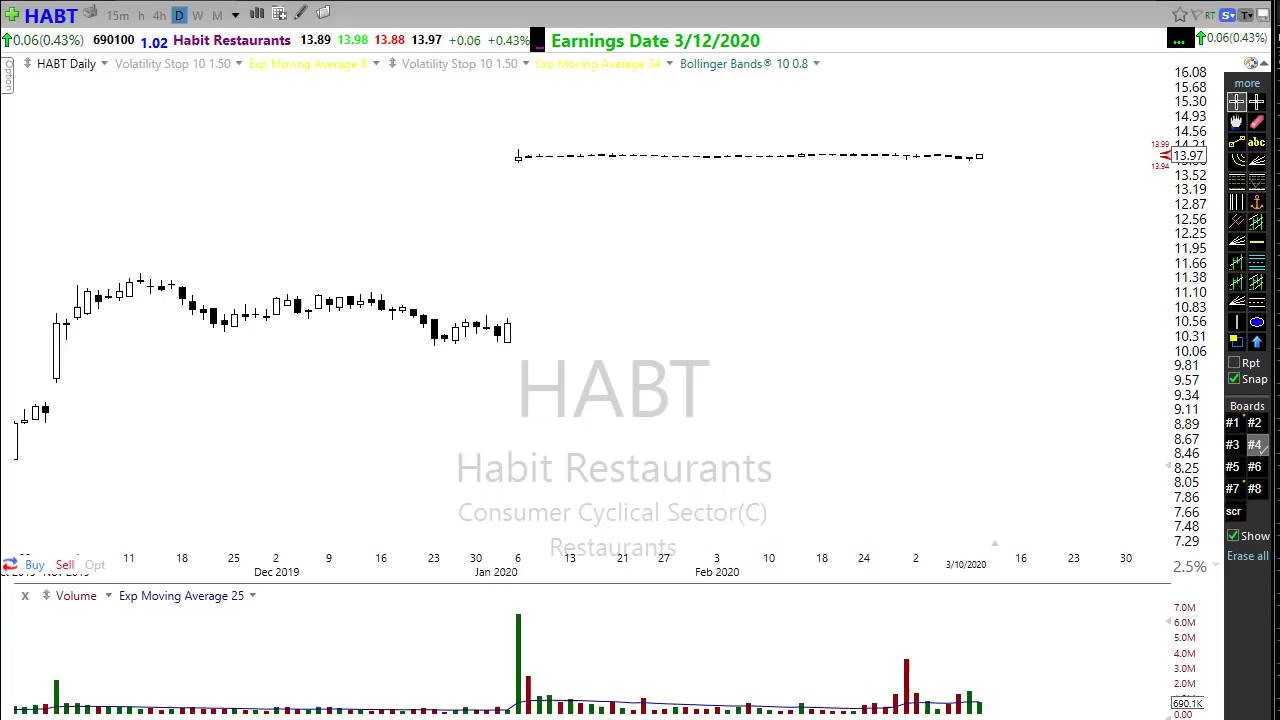 HABT 15m h 4h D W M RT S T
0.06(0.43%) 690100 1.02 Habit Restaurants 13.89 13.98 13.88 13.97 +0.06 +0.43% ... Earnings Date 3/12/2020 ... 0.06(0.43%)
Option
HABT Daily Volatility Stop 10 1.50 Exp Moving Average 8 Volatility Stop 10 1.50 Exp Moving Average 34 Bollinger Bands® 10 0.8
16.08
15.68
15.30
14.93
14.56
14.21
13.99
13.97
13.94
13.52
13.19
12.87
12.56
12.25
11.95
11.66
11.38
11.10
10.83
10.56
10.31
10.06
9.81
9.57
9.34
9.11
8.89
8.67
8.46
8.25
8.05
7.86
7.66
7.48
7.29
2.5%
more
abc
Rpt
Snap
Boards
#1 #2
#3 #4
#5 #6
#7 #8
scr
Show
Erase all
HABT
Habit Restaurants
Consumer Cyclical Sector(C)
Restaurants
11 18 25 2 9 16 23 30 6 13 21 27 3 10 18 24 2 3/10/2020 16 23 30
Buy Sell Opt
Dec 2019 Jan 2020 Feb 2020
x Volume Exp Moving Average 25
7.0M
6.0M
5.0M
4.0M
3.0M
2.0M
690.1K
0.00